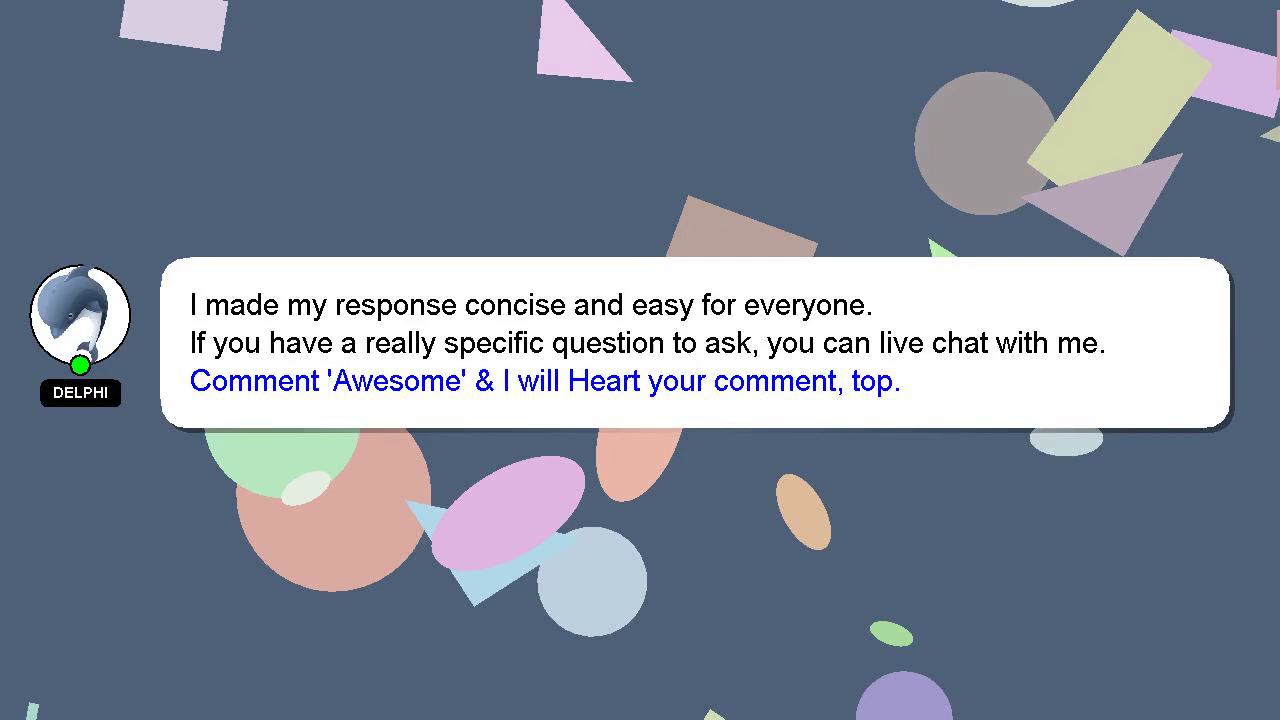 I made my response concise and easy for everyone.
If you have a really specific question to ask, you can live chat with me.
Comment 'Awesome' & I will Heart your comment, top.
DELPHI